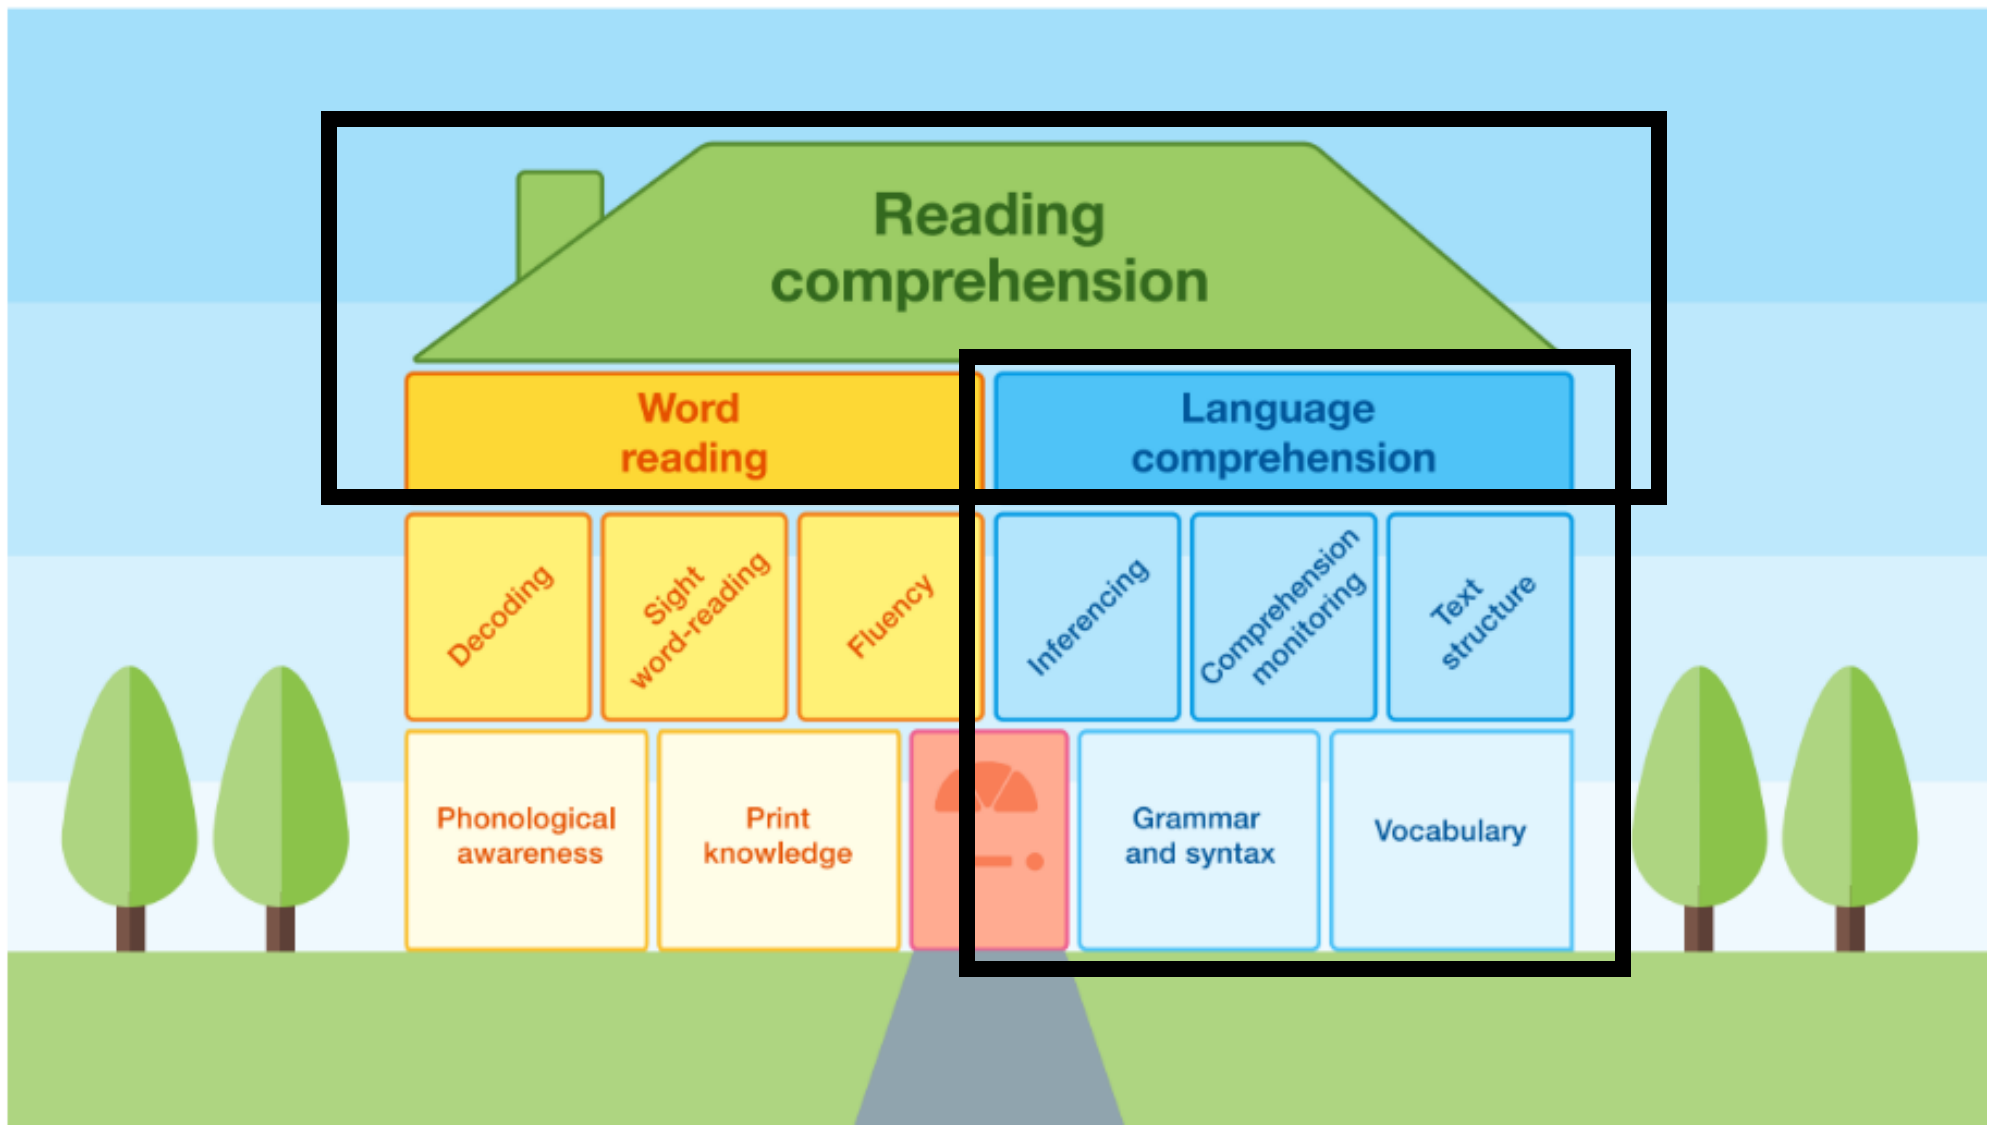 Reading
comprehension
Word
reading
Language
comprehension
Decoding
Sight
word-reading
Fluency
Inferencing
Comprehension
monitoring
Text
structure
Phonological
awareness
Print
knowledge
Grammar
and syntax
Vocabulary